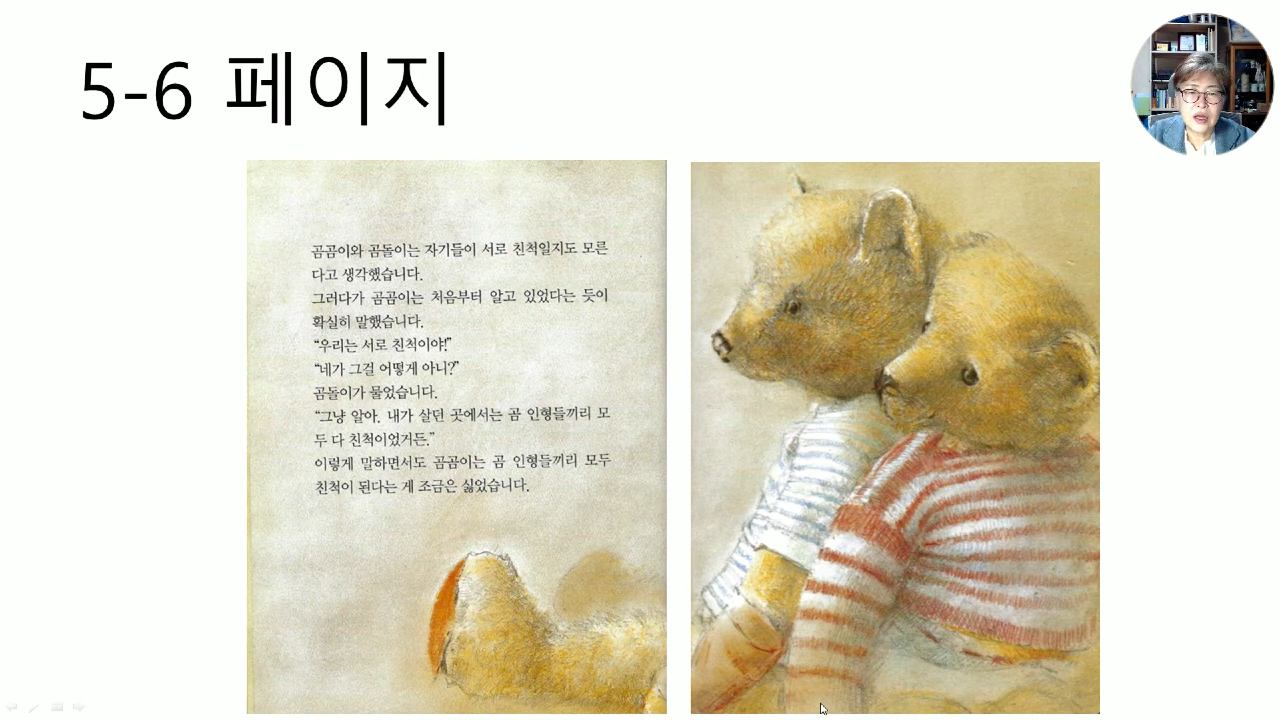 5-6 페이지
곰곰이와 곰돌이는 자기들이 서로 친척일지도 모른
다고 생각했습니다.
그러다가 곰곰이는 처음부터 알고 있었다는 듯이
확실히 말했습니다.
“우리는 서로 친척이야!”
“네가 그걸 어떻게 아니?”
곰돌이가 물었습니다.
“그냥 알아. 내가 살던 곳에서는 곰 인형들끼리 모
두 다 친척이었거든.”
이렇게 말하면서도 곰곰이는 곰 인형들끼리 모두
친척이 된다는 게 조금은 싫었습니다.